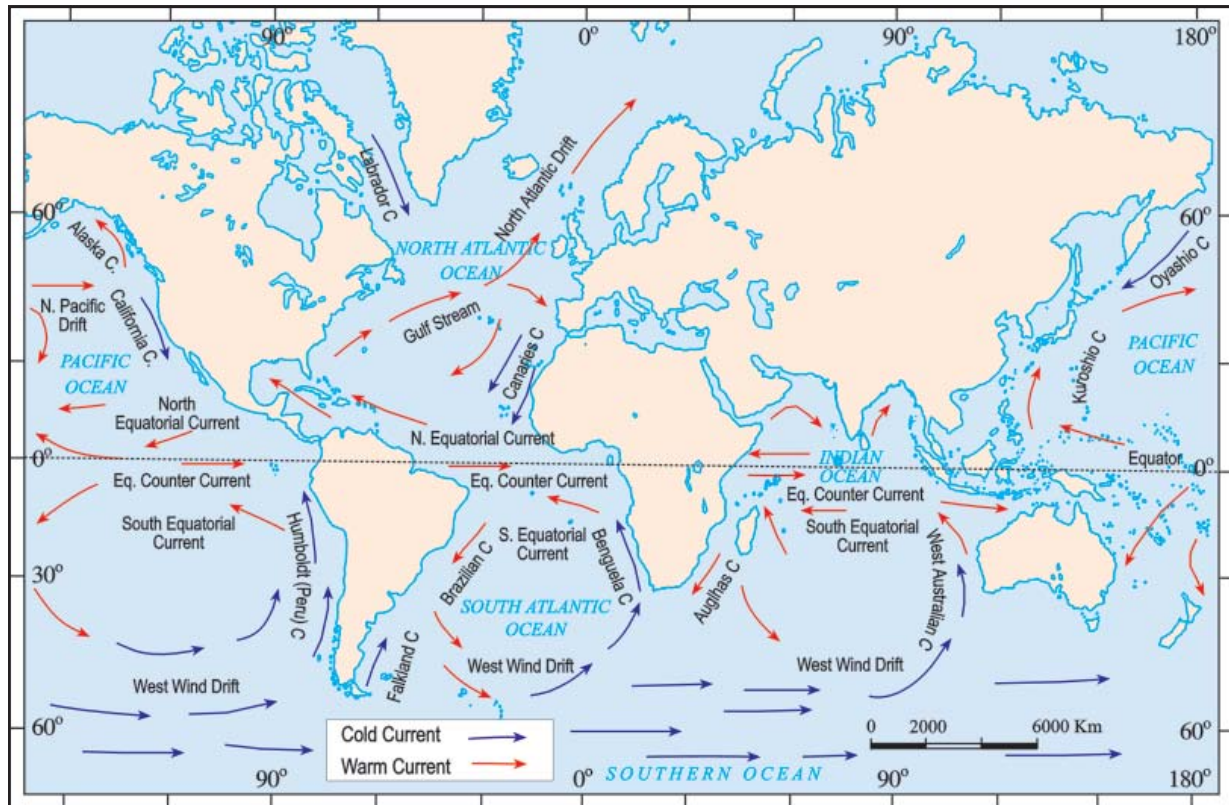 90°
0°
90°
180°
Labrador C
North Atlantic Drift
60°
60°
Alaska C.
NORTH ATLANTIC
OCEAN
Oyashio C
N. Pacific
Drift
California C.
Gulf Stream
Canaries C
Kuroshio C
PACIFIC
OCEAN
PACIFIC
OCEAN
North
Equatorial Current
N. Equatorial Current
Equator
0°
0°
INDIAN
OCEAN
Eq. Counter Current
Eq. Counter Current
Eq. Counter Current
South Equatorial
Current
Humboldt (Peru) C
S. Equatorial
Current
South Equatorial
Current
Brazilian C
Benguela C
Auglhas C
West Australian C
30°
30°
SOUTH ATLANTIC
OCEAN
Falkland C
West Wind Drift
West Wind Drift
West Wind Drift
60°
60°
Cold Current
Warm Current
0 2000 6000 Km
SOUTHERN OCEAN
90°
0°
90°
180°